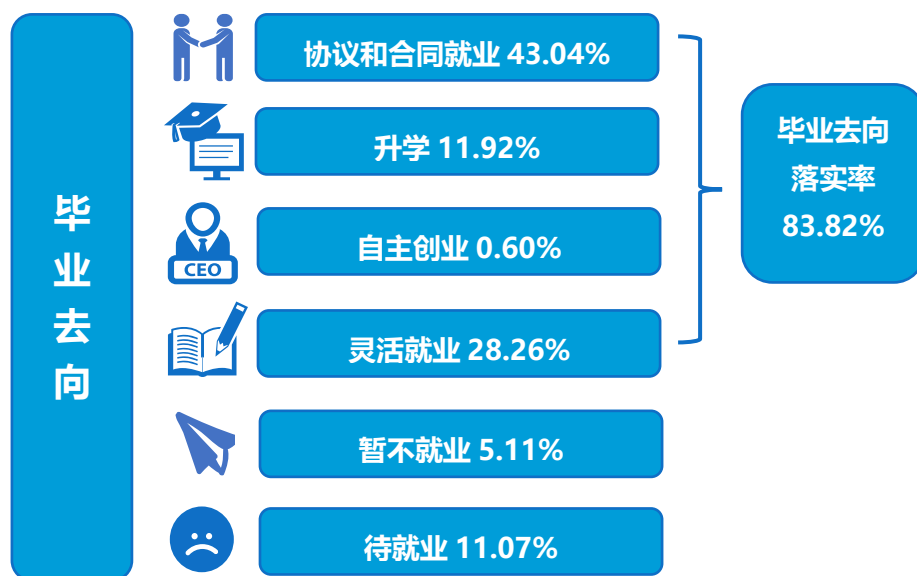 毕业去向
协议和合同就业 43.04%
升学 11.92%
CEO
自主创业 0.60%
灵活就业 28.26%
暂不就业 5.11%
待就业 11.07%
毕业去向
落实率
83.82%